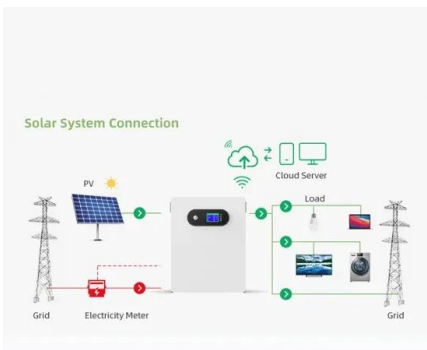 Solar System Connection
Cloud Server
PV
Load
Grid
Electricity Meter
Grid